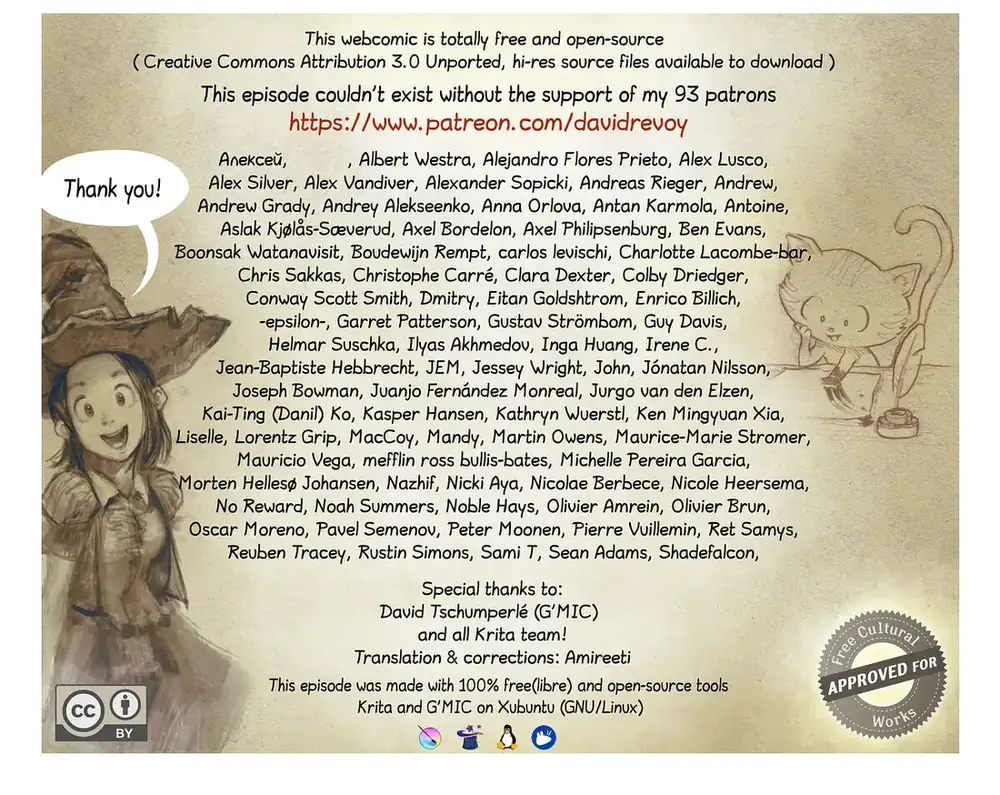 This webcomic is totally free and open-source
( Creative Commons Attribution 3.0 Unported, hi-res source files available to download )
This episode couldn't exist without the support of my 93 patrons
https://www.patreon.com/davidrevoy
Thank you!
Алексей, , Albert Westra, Alejandro Flores Prieto, Alex Lusco,
Alex Silver, Alex Vandiver, Alexander Sopicki, Andreas Rieger, Andrew,
Andrew Grady, Andrey Alekseenko, Anna Orlova, Antan Karmola, Antoine,
Aslak Kjølås-Sæverud, Axel Bordelon, Axel Philipsenburg, Ben Evans,
Boonsak Watanavisit, Boudewijn Rempt, carlos levischi, Charlotte Lacombe-bar,
Chris Sakkas, Christophe Carré, Clara Dexter, Colby Driedger,
Conway Scott Smith, Dmitry, Eitan Goldshtrom, Enrico Billich,
-epsilon-, Garret Patterson, Gustav Strömbom, Guy Davis,
Helmar Suschka, Ilyas Akhmedov, Inga Huang, Irene C.,
Jean-Baptiste Hebbrecht, JEM, Jessey Wright, John, Jónatan Nilsson,
Joseph Bowman, Juanjo Fernández Monreal, Jurgo van den Elzen,
Kai-Ting (Danil) Ko, Kasper Hansen, Kathryn Wuerstl, Ken Mingyuan Xia,
Liselle, Lorentz Grip, MacCoy, Mandy, Martin Owens, Maurice-Marie Stromer,
Mauricio Vega, mefflin ross bullis-bates, Michelle Pereira Garcia,
Morten Hellesø Johansen, Nazhif, Nicki Aya, Nicolae Berbece, Nicole Heersema,
No Reward, Noah Summers, Noble Hays, Olivier Amrein, Olivier Brun,
Oscar Moreno, Pavel Semenov, Peter Moonen, Pierre Vuillemin, Ret Samys,
Reuben Tracey, Rustin Simons, Sami T, Sean Adams, Shadefalcon,
Special thanks to:
David Tschumperlé (G'MIC)
and all Krita team!
Translation & corrections: Amireeti
This episode was made with 100% free(libre) and open-source tools
Krita and G'MIC on Xubuntu (GNU/Linux)
cc
BY
Free Cultural
APPROVED FOR
Works